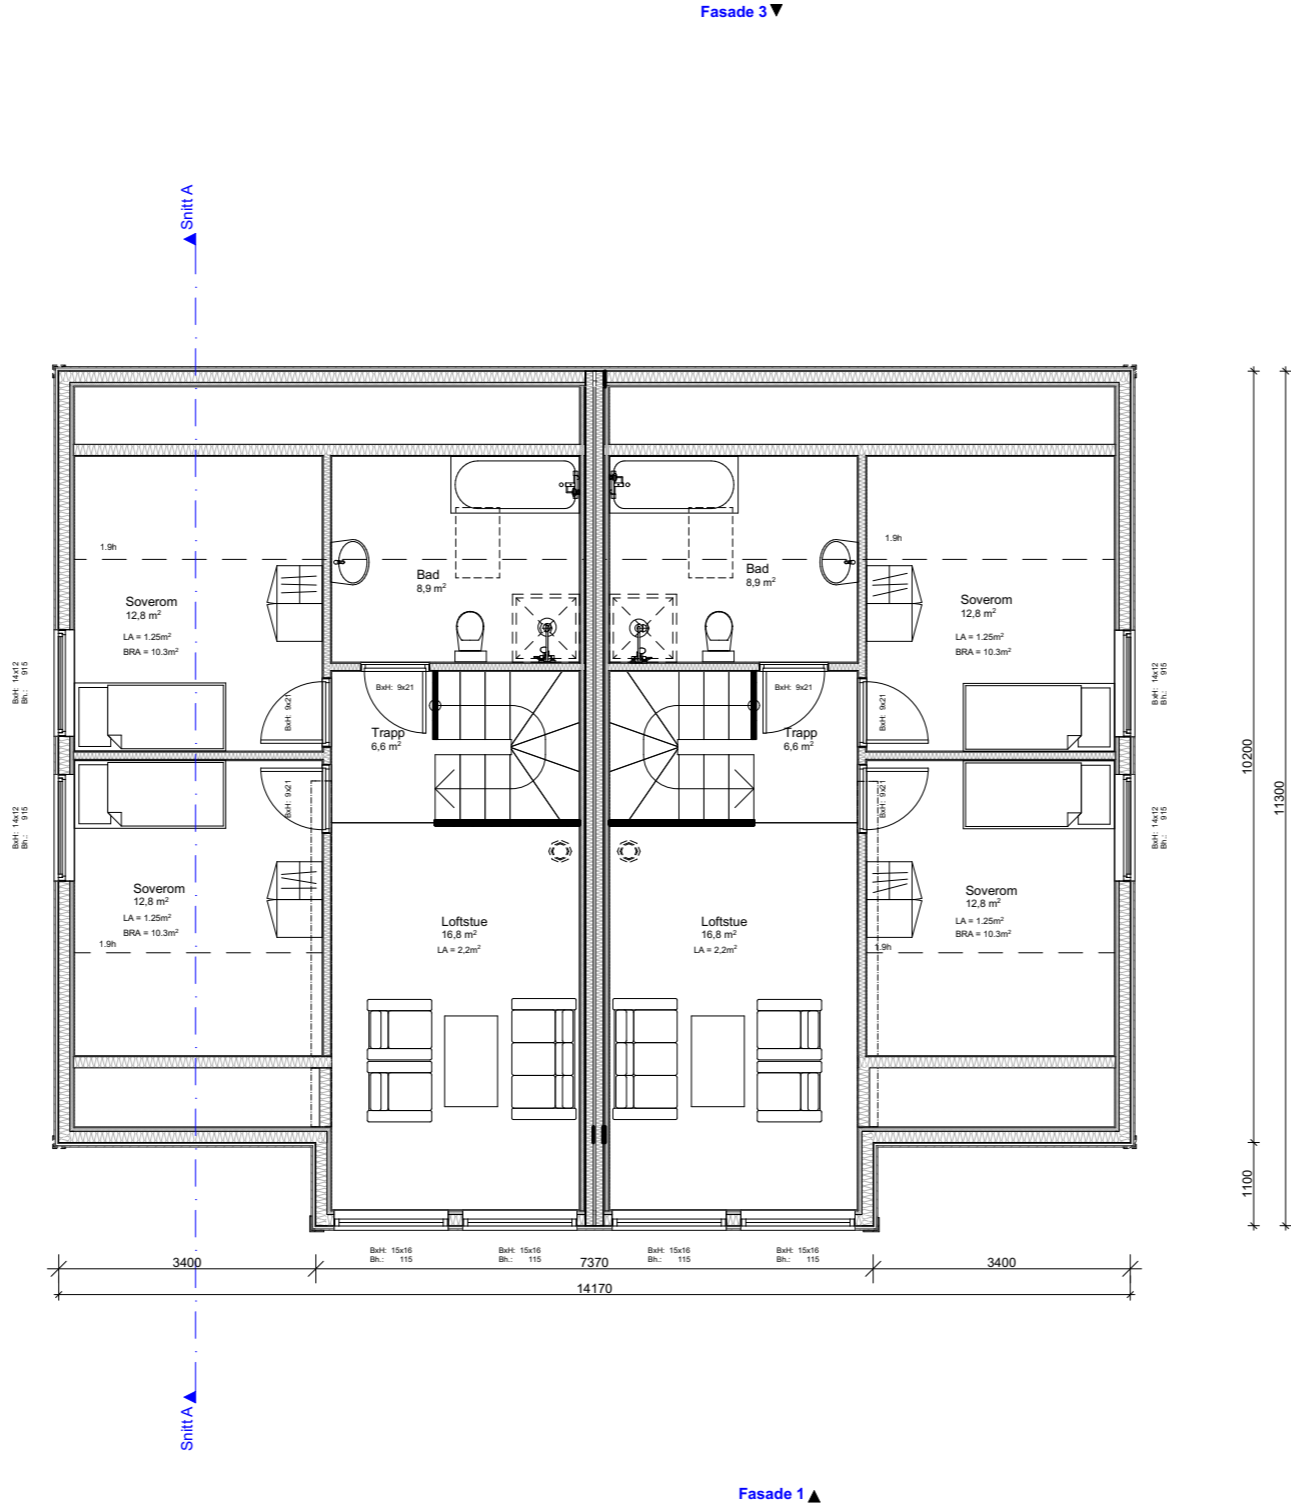 Fasade 3
Snitt A
1.9h
1.9h
Bad
8,9 m²
Bad
8,9 m²
Soverom
12,8 m²
LA = 1.25m²
BRA = 10.3m²
Soverom
12,8 m²
LA = 1.25m²
BRA = 10.3m²
BxH: 14x12
Bh.: 915
BxH: 14x12
Bh.: 915
BxH: 9x21
BxH: 9x21
BxH: 9x21
BxH: 9x21
Trapp
6,6 m²
Trapp
6,6 m²
10200
11300
BxH: 14x12
Bh.: 915
BxH: 14x12
Bh.: 915
BxH: 9x21
BxH: 9x21
Soverom
12,8 m²
LA = 1.25m²
BRA = 10.3m²
1.9h
Loftstue
16,8 m²
LA = 2,2m²
Loftstue
16,8 m²
LA = 2,2m²
Soverom
12,8 m²
LA = 1.25m²
BRA = 10.3m²
1.9h
1100
BxH: 15x16
Bh.: 115
BxH: 15x16
Bh.: 115
BxH: 15x16
Bh.: 115
BxH: 15x16
Bh.: 115
3400
7370
3400
14170
Snitt A
Fasade 1